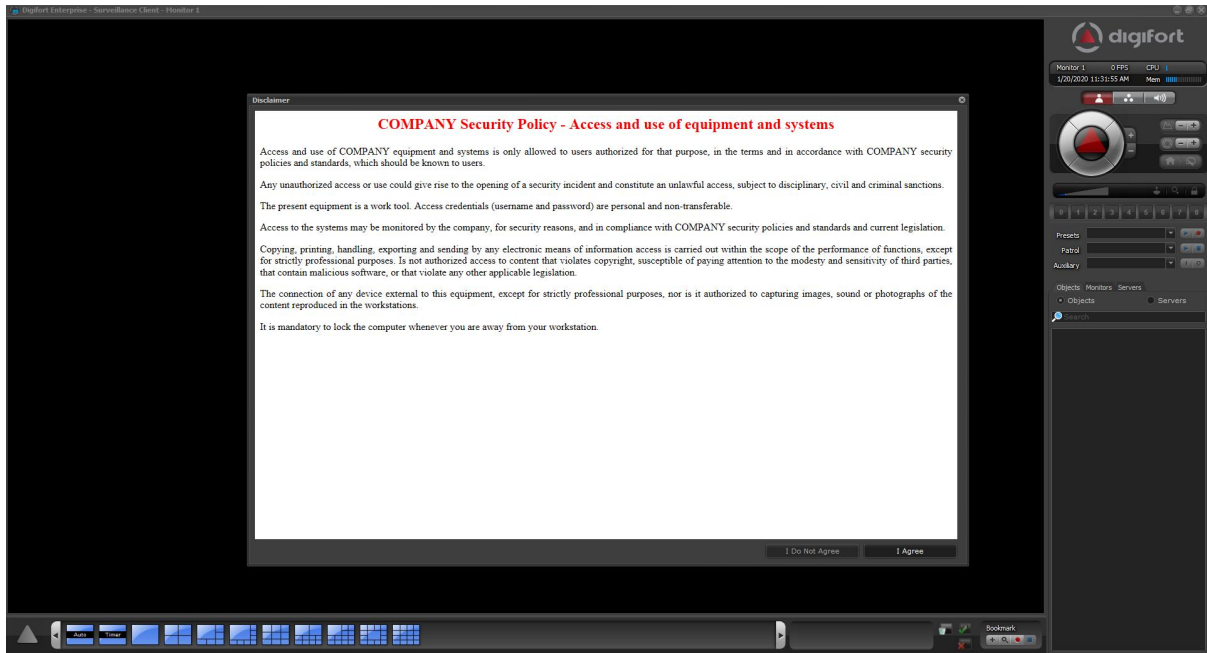 Digifort Enterprise - Surveillance Client - Monitor 1
digifort
Monitor 1 0 FPS CPU
1/20/2020 11:31:55 AM Mem
Disclaimer
COMPANY Security Policy - Access and use of equipment and systems
Access and use of COMPANY equipment and systems is only allowed to users authorized for that purpose, in the terms and in accordance with COMPANY security
policies and standards, which should be known to users.
Any unauthorized access or use could give rise to the opening of a security incident and constitute an unlawful access, subject to disciplinary, civil and criminal sanctions.
The present equipment is a work tool. Access credentials (username and password) are personal and non-transferable.
Access to the systems may be monitored by the company, for security reasons, and in compliance with COMPANY security policies and standards and current legislation.
Copying, printing, handling, exporting and sending by any electronic means of information access is carried out within the scope of the performance of functions, except
for strictly professional purposes. Is not authorized access to content that violates copyright, susceptible of paying attention to the modesty and sensitivity of third parties,
that contain malicious software, or that violate any other applicable legislation.
The connection of any device external to this equipment, except for strictly professional purposes, nor is it authorized to capturing images, sound or photographs of the
content reproduced in the workstations.
It is mandatory to lock the computer whenever you are away from your workstation.
I Do Not Agree I Agree
0 1 2 3 4 5 6 7 8
Presets
Patrol
Auxiliary
Objects Monitors Servers
Objects Servers
Search
Auto Timer
Bookmark